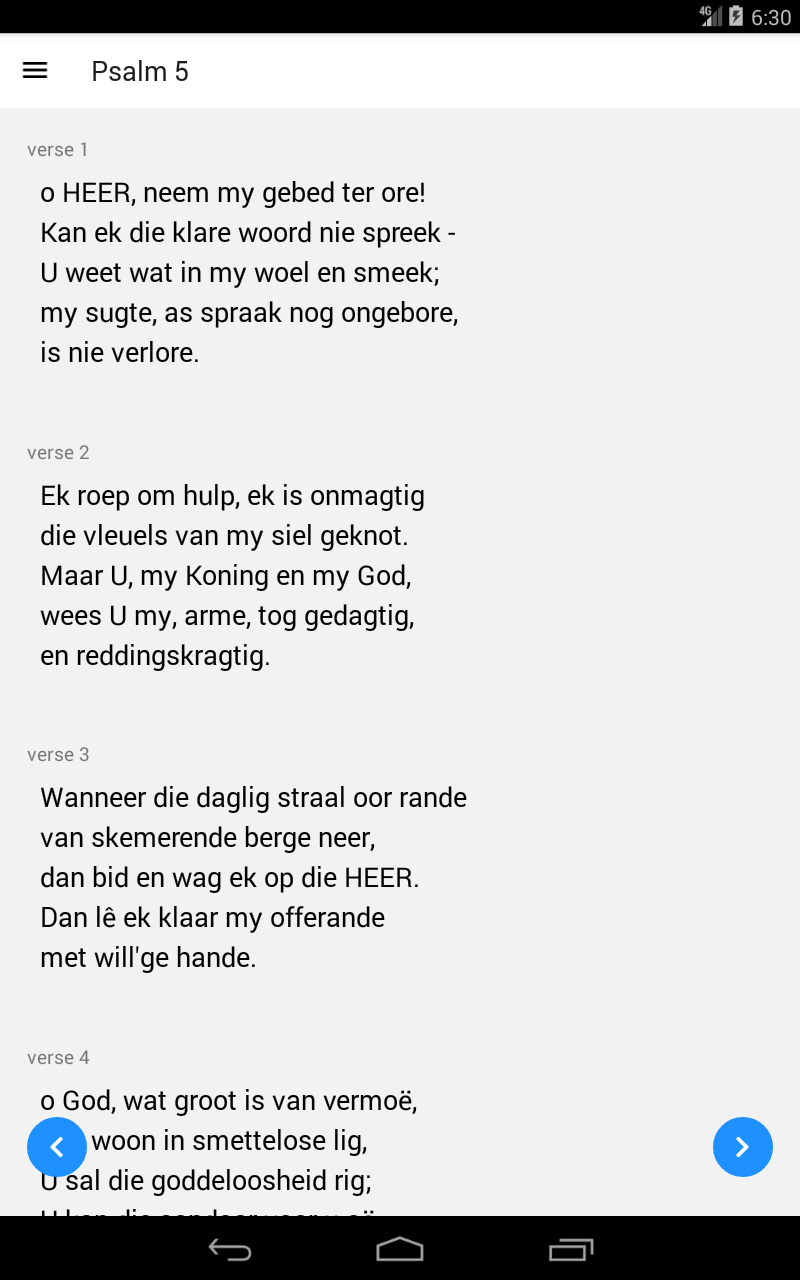 4G 6:30
Psalm 5
verse 1
o HEER, neem my gebed ter ore!
Kan ek die klare woord nie spreek -
U weet wat in my woel en smeek;
my sugte, as spraak nog ongebore,
is nie verlore.
verse 2
Ek roep om hulp, ek is onmagtig
die vleuels van my siel geknot.
Maar U, my Koning en my God,
wees U my, arme, tog gedagtig,
en reddingskragtig.
verse 3
Wanneer die daglig straal oor rande
van skemerende berge neer,
dan bid en wag ek op die HEER.
Dan lê ek klaar my offerande
met will'ge hande.
verse 4
o God, wat groot is van vermoë,
woon in smettelose lig,
U sal die goddeloosheid rig;